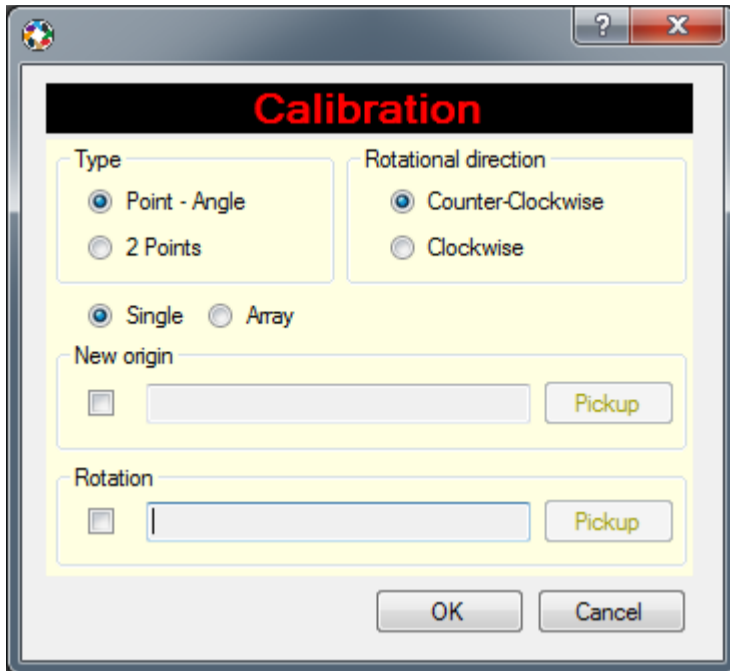 ?
X
Calibration
Type
Point - Angle
2 Points
Rotational direction
Counter-Clockwise
Clockwise
Single
Array
New origin
Pickup
Rotation
Pickup
OK
Cancel